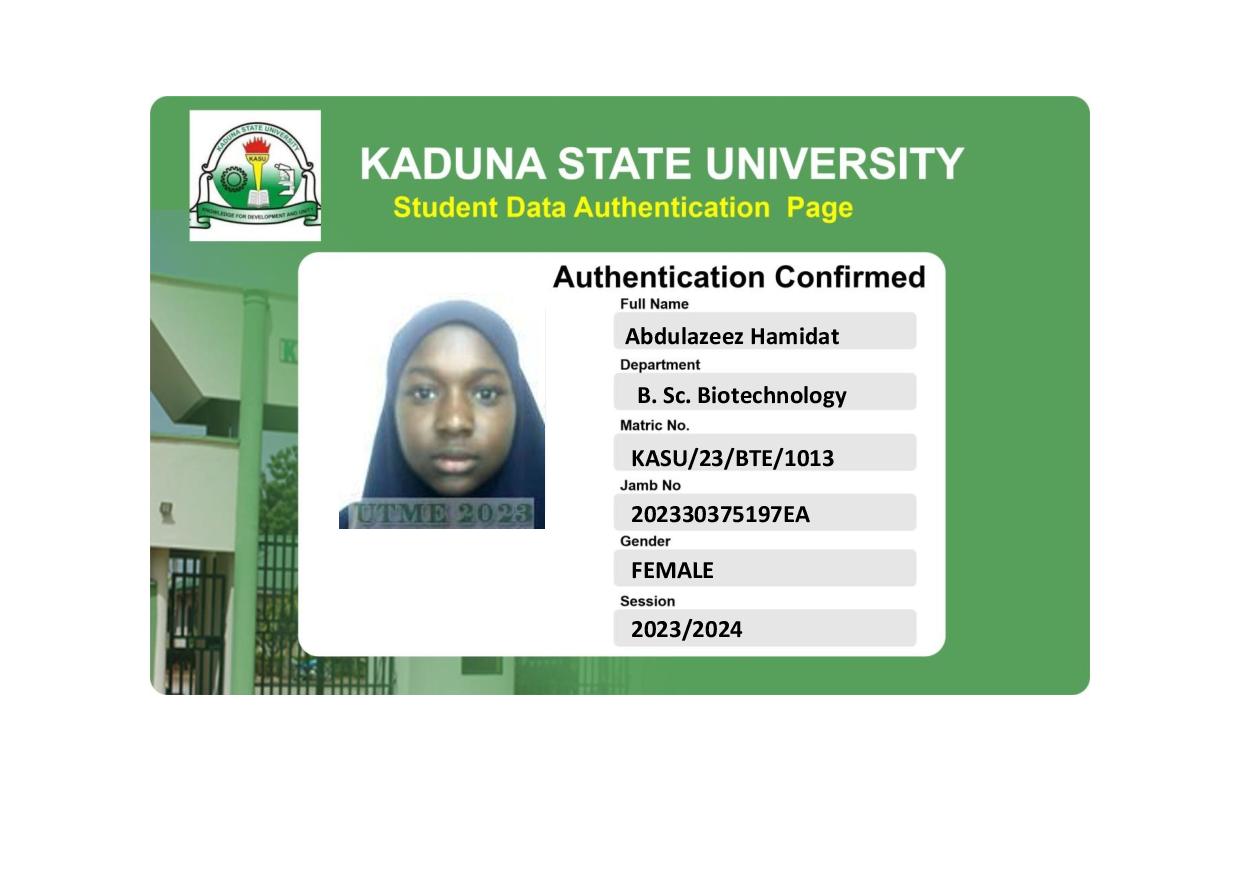 KADUNA STATE UNIVERSITY
KASU
KNOWLEDGE FOR DEVELOPMENT AND UNITY
KADUNA STATE UNIVERSITY
Student Data Authentication Page
Authentication Confirmed
Full Name
Abdulazeez Hamidat
Department
B. Sc. Biotechnology
Matric No.
KASU/23/BTE/1013
Jamb No
202330375197EA
Gender
FEMALE
Session
2023/2024
UTME 2023
K